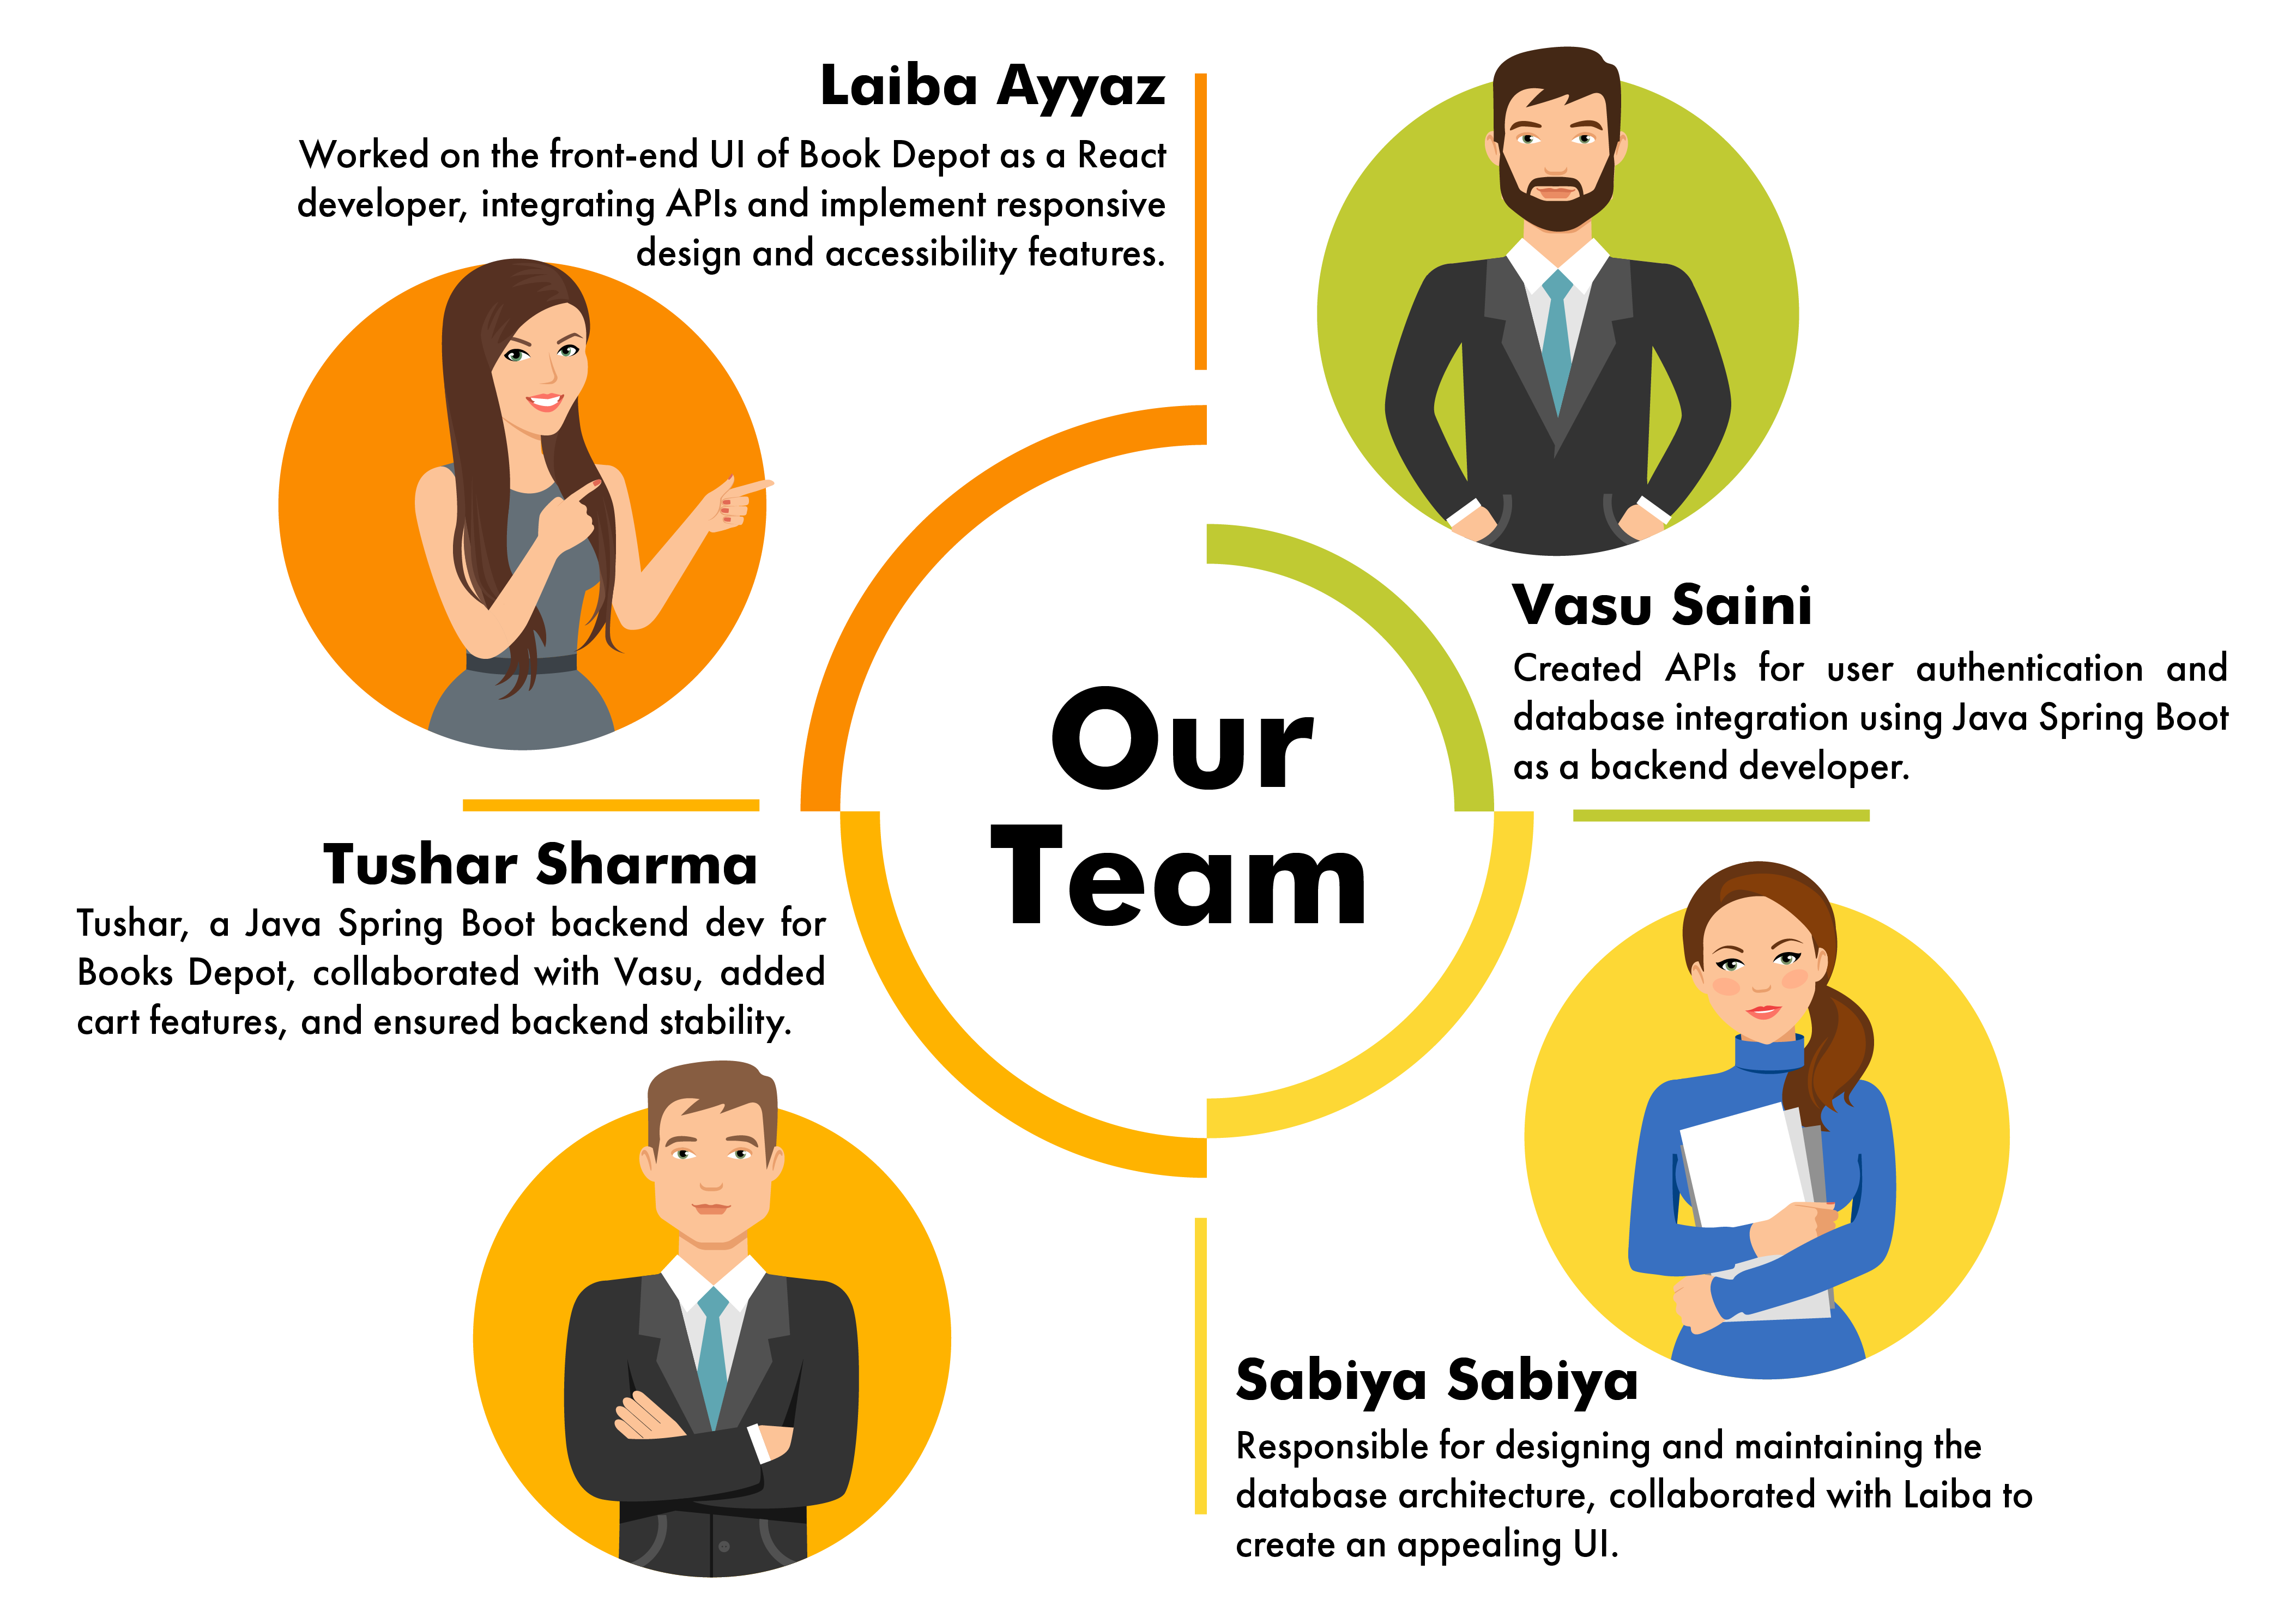 Laiba Ayyaz
Worked on the front-end UI of Book Depot as a React
developer, integrating APIs and implement responsive
design and accessibility features.
Vasu Saini
Created APIs for user authentication and
database integration using Java Spring Boot
as a backend developer.
Our
Team
Tushar Sharma
Tushar, a Java Spring Boot backend dev for
Books Depot, collaborated with Vasu, added
cart features, and ensured backend stability.
Sabiya Sabiya
Responsible for designing and maintaining the
database architecture, collaborated with Laiba to
create an appealing UI.